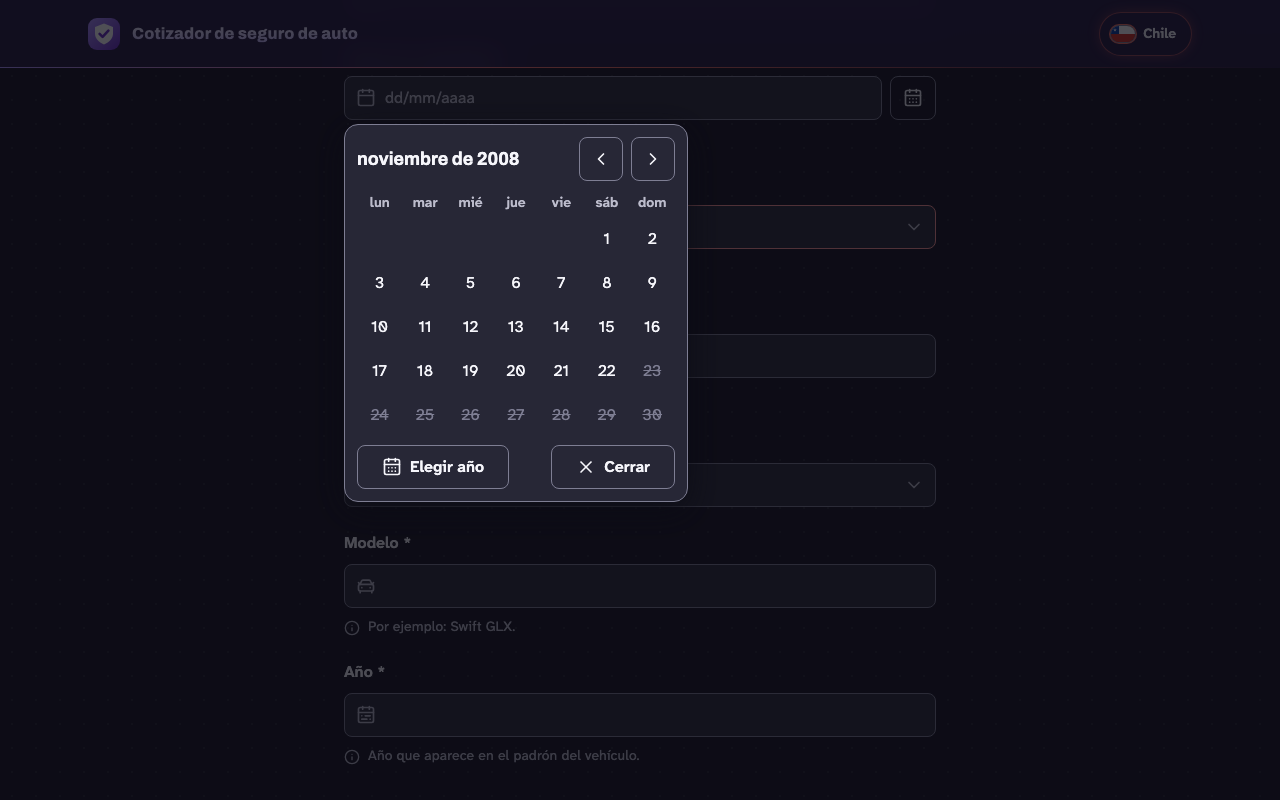 Cotizador de seguro de auto
Chile
dd/mm/aaaa
noviembre de 2008
lun mar mié jue vie sáb dom
1 2
3 4 5 6 7 8 9
10 11 12 13 14 15 16
17 18 19 20 21 22 23
24 25 26 27 28 29 30
Elegir año Cerrar
Modelo *
Por ejemplo: Swift GLX.
Año *
Año que aparece en el padrón del vehículo.